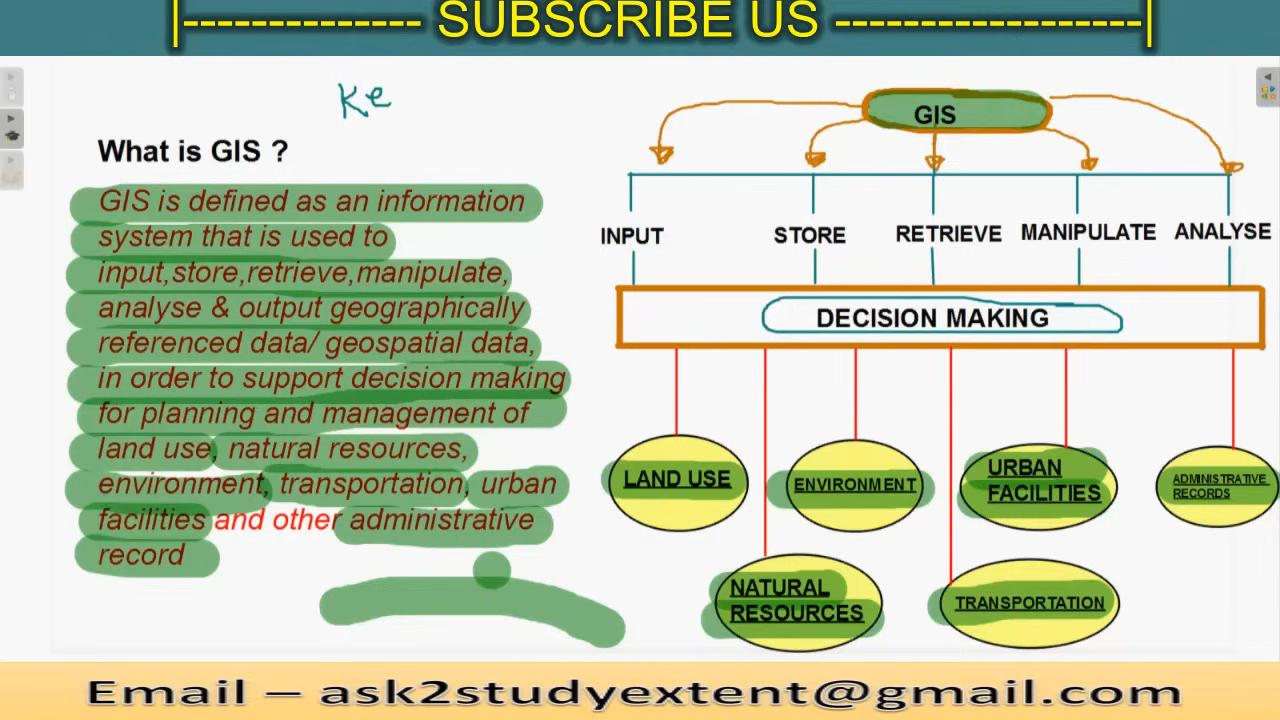 |-------------- SUBSCRIBE US ------------------|
Ke
What is GIS ?
GIS is defined as an information
system that is used to
input,store,retrieve,manipulate,
analyse & output geographically
referenced data/ geospatial data,
in order to support decision making
for planning and management of
land use, natural resources,
environment, transportation, urban
facilities and other administrative
record
GIS
INPUT STORE RETRIEVE MANIPULATE ANALYSE
DECISION MAKING
LAND USE
ENVIRONMENT
URBAN
FACILITIES
ADMINISTRATIVE
RECORDS
NATURAL
RESOURCES
TRANSPORTATION
Email – ask2studyextent@gmail.com